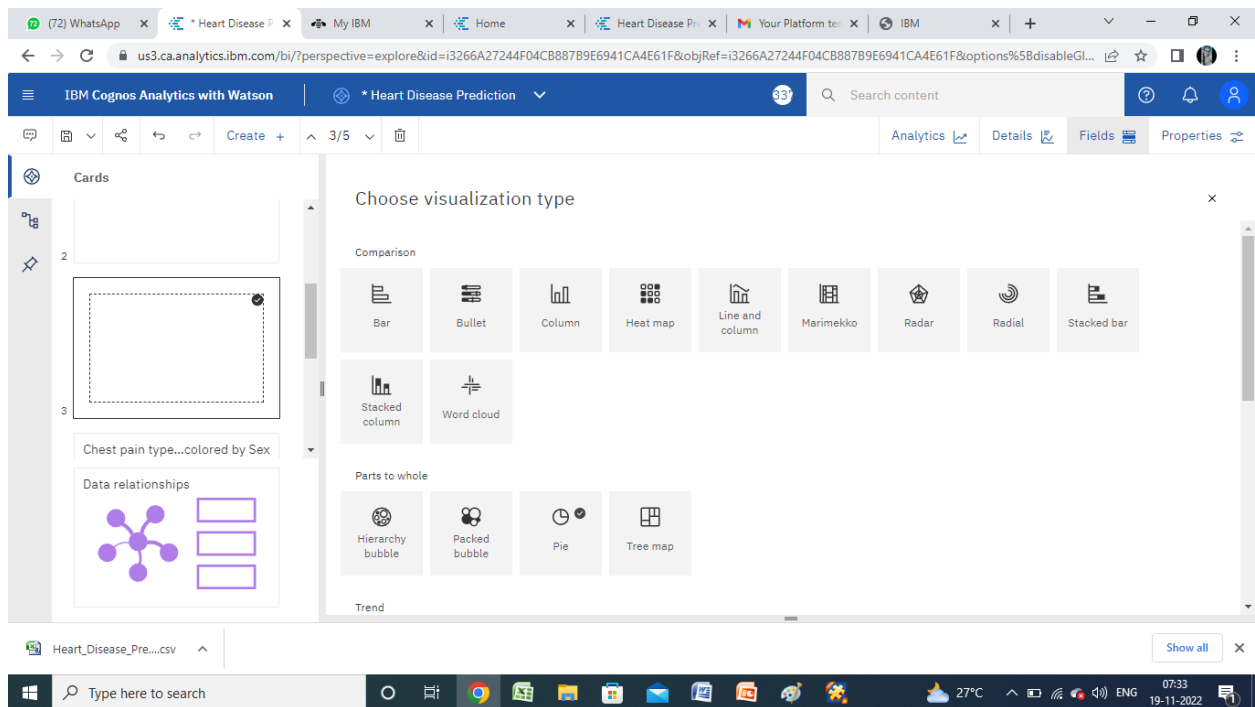 (72) WhatsApp
* Heart Disease P
My IBM
Home
Heart Disease Pre
Your Platform ter
IBM
us3.ca.analytics.ibm.com/bi/?perspective=explore&id=i3266A27244F04CB887B9E6941CA4E61F&objRef=i3266A27244F04CB887B9E6941CA4E61F&options%5BdisableGl...
IBM Cognos Analytics with Watson
* Heart Disease Prediction
Search content
Create +
3/5
Analytics
Details
Fields
Properties
Cards
2
3
Chest pain type...colored by Sex
Data relationships
Choose visualization type
Comparison
Bar
Bullet
Column
Heat map
Line and
column
Marimekko
Radar
Radial
Stacked bar
Stacked
column
Word cloud
Parts to whole
Hierarchy
bubble
Packed
bubble
Pie
Tree map
Trend
Heart_Disease_Pre....csv
Show all
Type here to search
27°C
ENG
07:33
19-11-2022